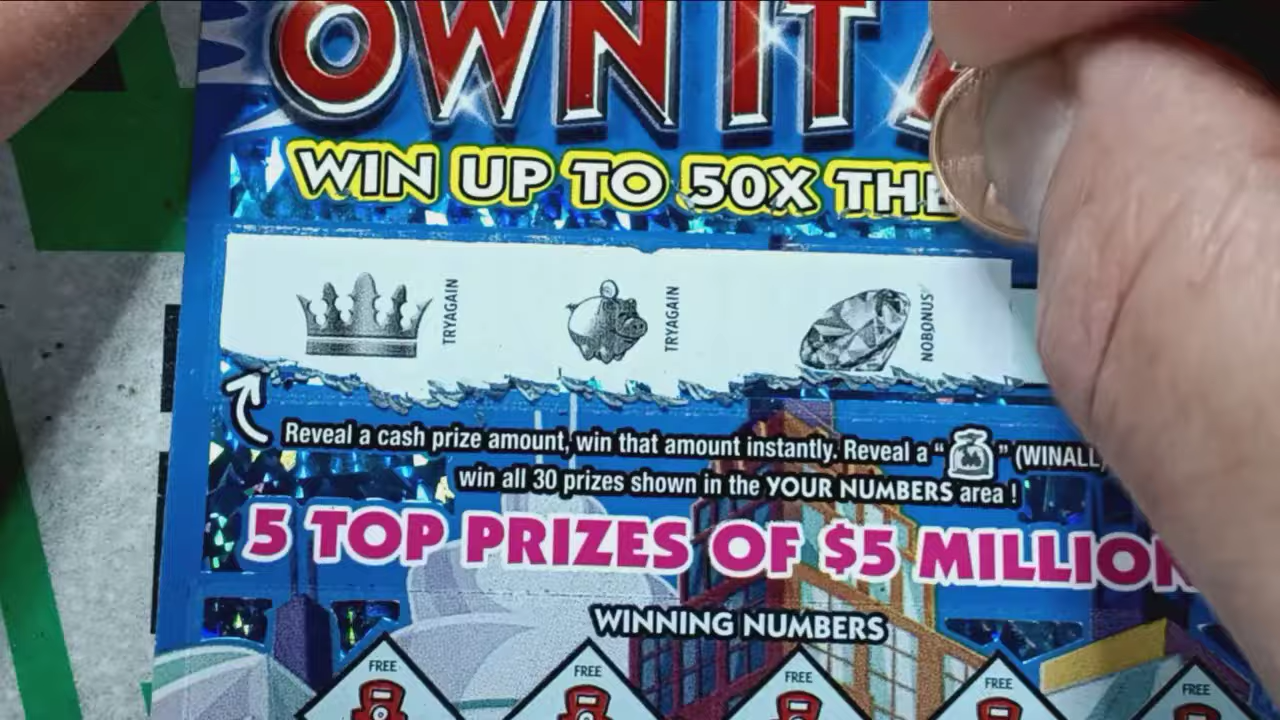 OWN IT
WIN UP TO 50X THE
TRYAGAIN
TRYAGAIN
NOBONUS
Reveal a cash prize amount, win that amount instantly. Reveal a " " (WINALL)
win all 30 prizes shown in the YOUR NUMBERS area !
5 TOP PRIZES OF $5 MILLION
WINNING NUMBERS
FREE FREE FREE FREE FREE